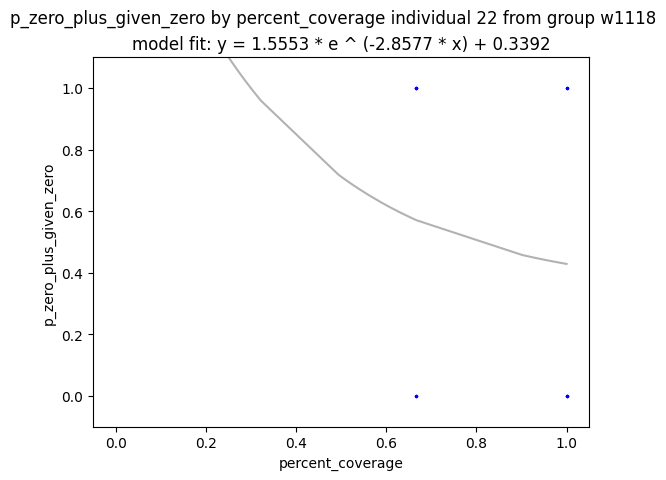 p_zero_plus_given_zero by percent_coverage individual 22 from group w1118
model fit: y = 1.5553 * e ^ (-2.8577 * x) + 0.3392
1.0
0.8
0.6
0.4
0.2
0.0
p_zero_plus_given_zero
0.0 0.2 0.4 0.6 0.8 1.0
percent_coverage